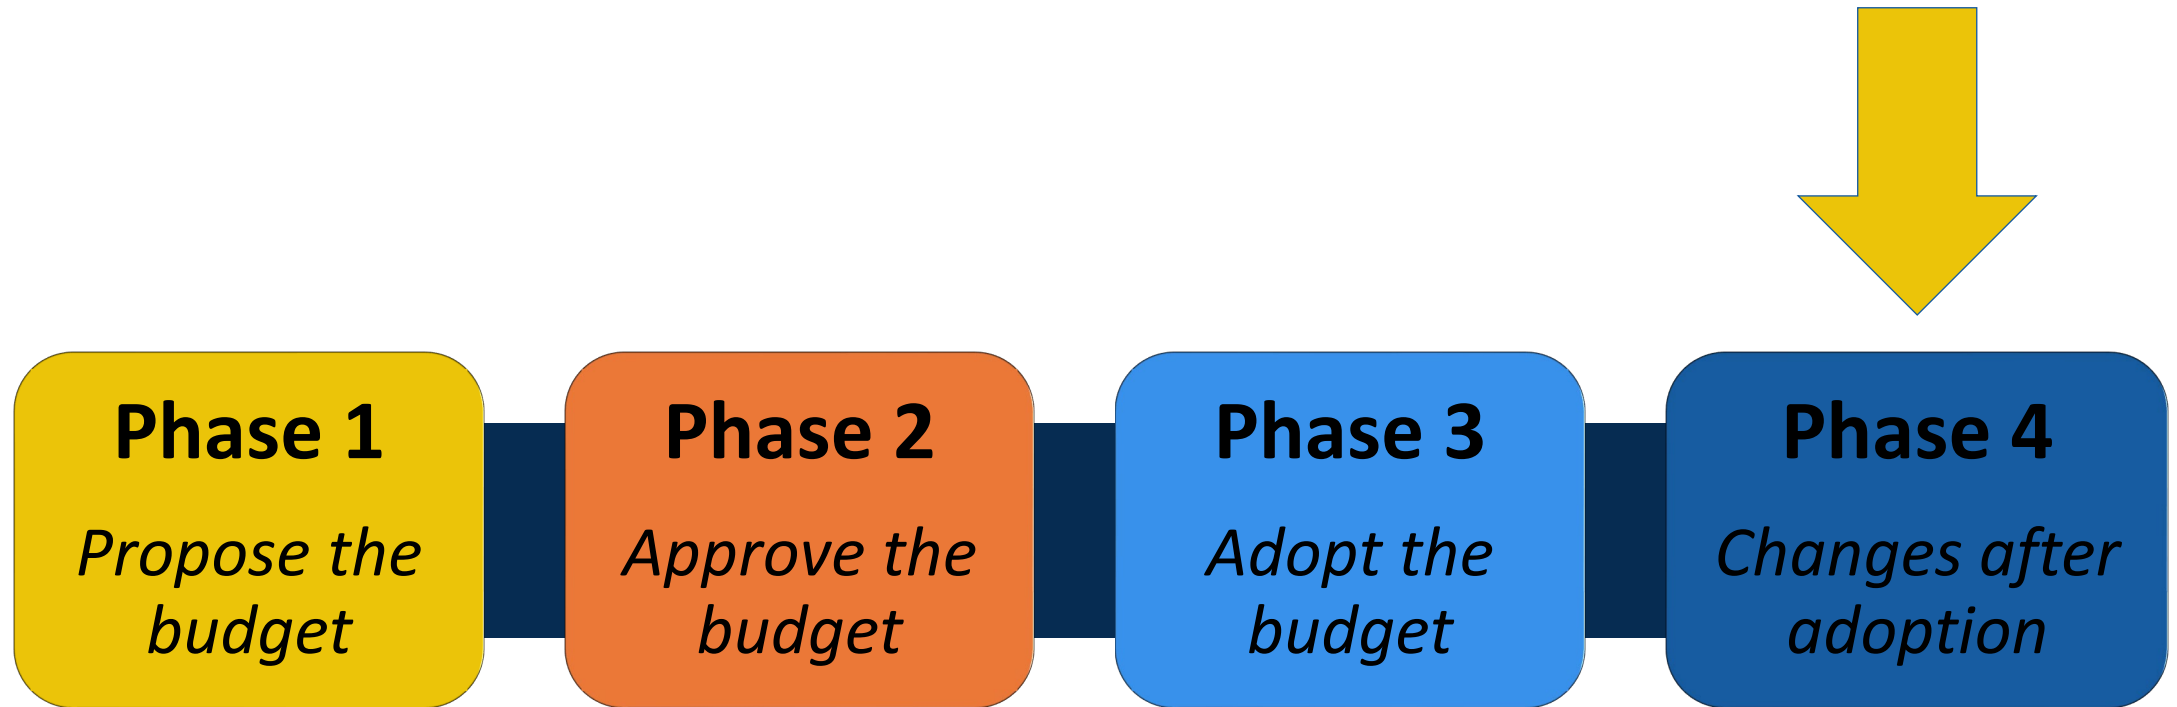 Phase 1
Propose the
budget
Phase 2
Approve the
budget
Phase 3
Adopt the
budget
Phase 4
Changes after
adoption